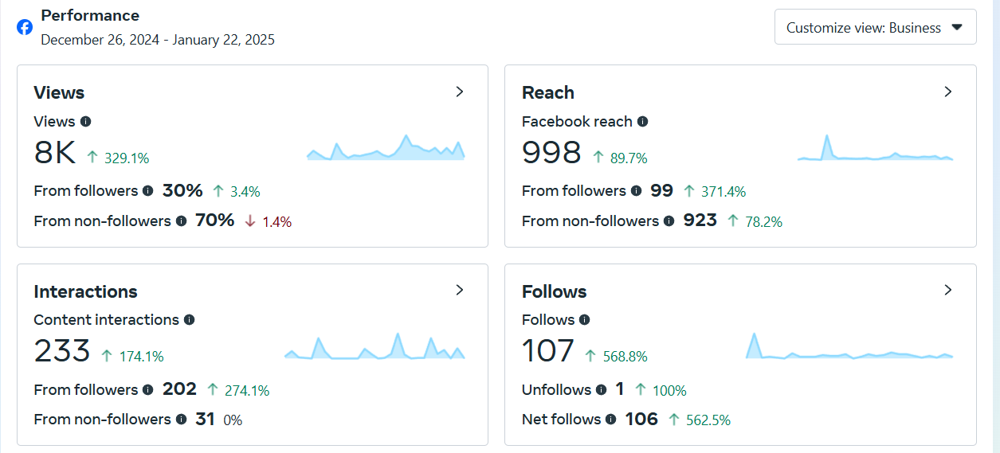 Performance
December 26, 2024 - January 22, 2025
Customize view: Business
Views
Views
8K 329.1%
From followers 30% 3.4%
From non-followers 70% 1.4%
Reach
Facebook reach
998 89.7%
From followers 99 371.4%
From non-followers 923 78.2%
Interactions
Content interactions
233 174.1%
From followers 202 274.1%
From non-followers 31 0%
Follows
Follows
107 568.8%
Unfollows 1 100%
Net follows 106 562.5%